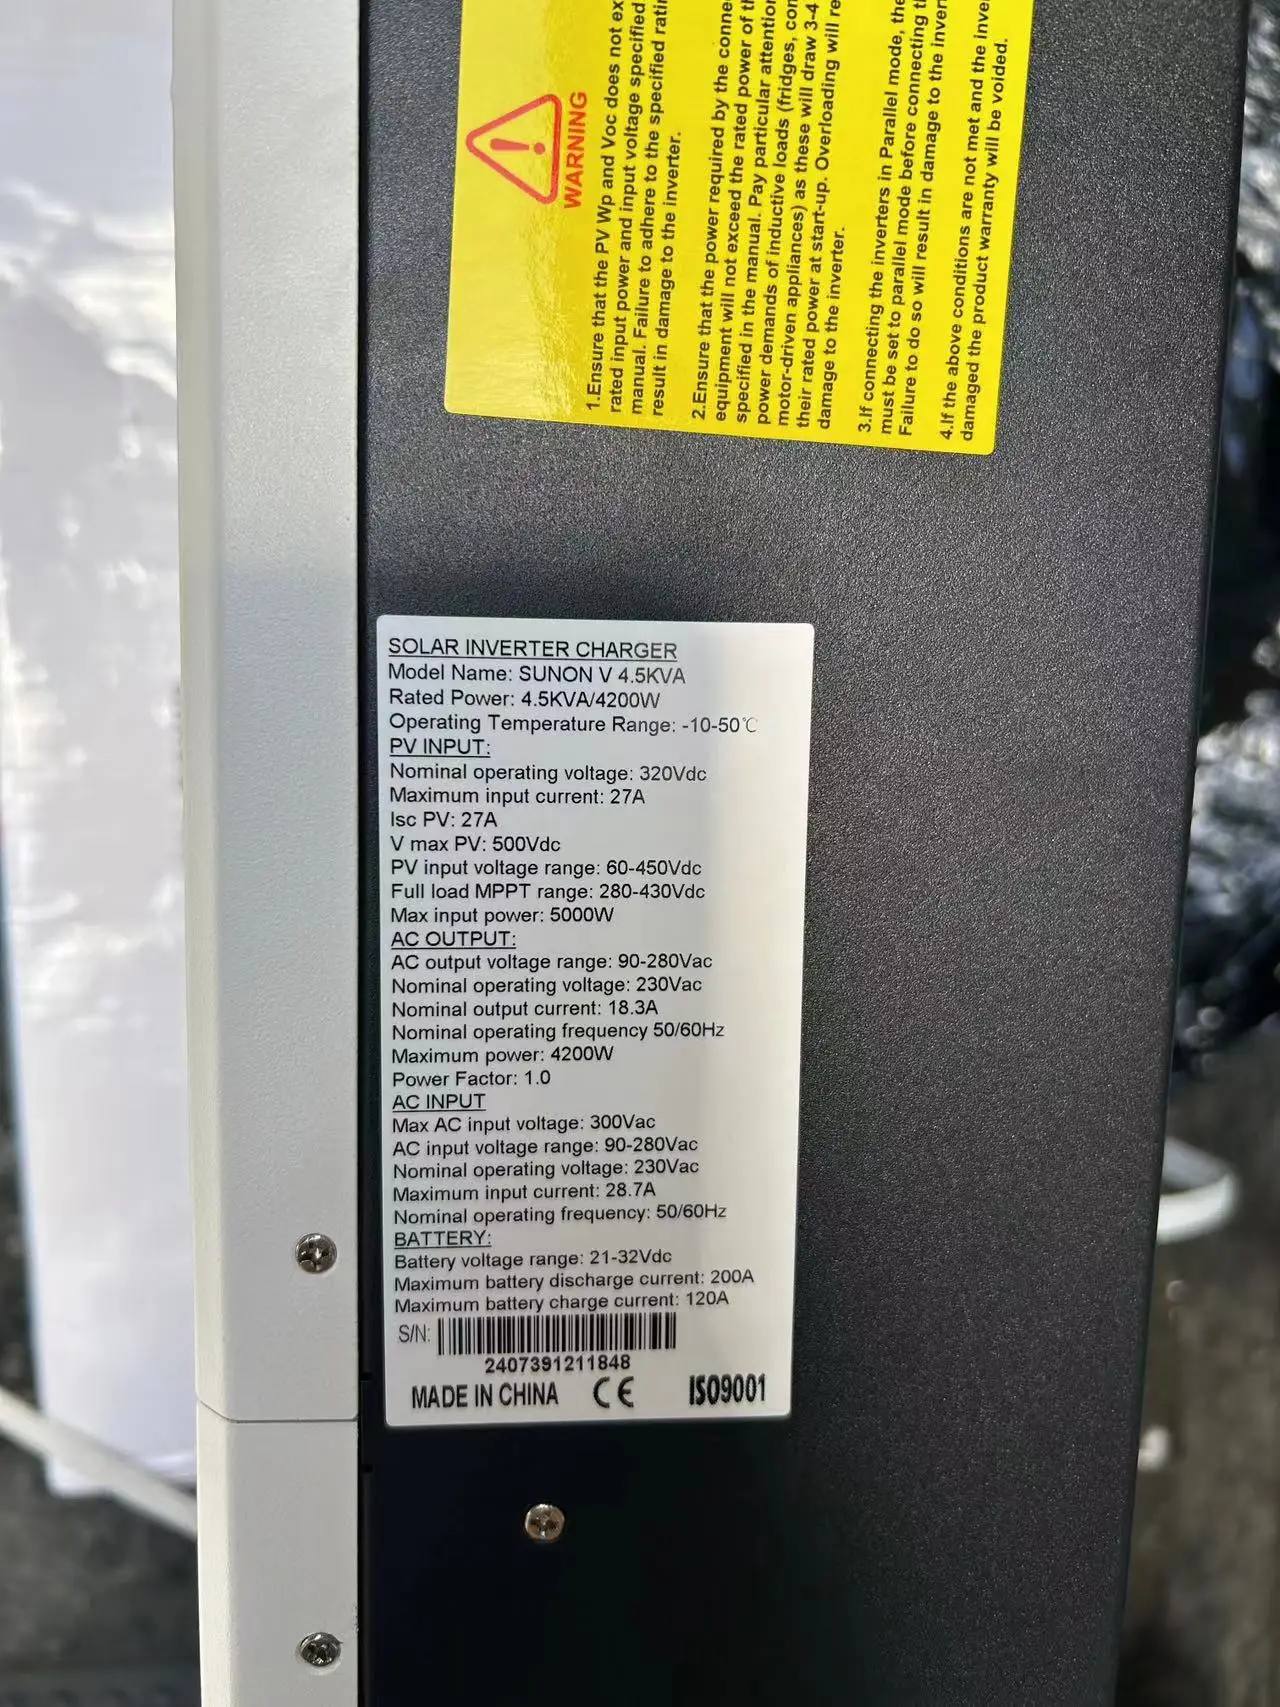 WARNING
1.Ensure that the PV Wp and Voc does not
rated input power and input voltage specified
manual. Failure to adhere to the specified
result in damage to the inverter.
2.Ensure that the power required by the
equipment will not exceed the rated power of
specified in the manual. Pay particular attention
power demands of inductive loads (fridges,
motor-driven appliances) as these will draw 3-4
their rated power at start-up. Overloading will
damage to the inverter.
3.If connecting the inverters in Parallel mode,
must be set to parallel mode before connecting
Failure to do so will result in damage to the
4.If the above conditions are not met and the
damaged the product warranty will be voided.
SOLAR INVERTER CHARGER
Model Name: SUNON V 4.5KVA
Rated Power: 4.5KVA/4200W
Operating Temperature Range: -10-50℃
PV INPUT:
Nominal operating voltage: 320Vdc
Maximum input current: 27A
Isc PV: 27A
V max PV: 500Vdc
PV input voltage range: 60-450Vdc
Full load MPPT range: 280-430Vdc
Max input power: 5000W
AC OUTPUT:
AC output voltage range: 90-280Vac
Nominal operating voltage: 230Vac
Nominal output current: 18.3A
Nominal operating frequency 50/60Hz
Maximum power: 4200W
Power Factor: 1.0
AC INPUT
Max AC input voltage: 300Vac
AC input voltage range: 90-280Vac
Nominal operating voltage: 230Vac
Maximum input current: 28.7A
Nominal operating frequency: 50/60Hz
BATTERY:
Battery voltage range: 21-32Vdc
Maximum battery discharge current: 200A
Maximum battery charge current: 120A
S/N:
2407391211848
MADE IN CHINA CE ISO9001